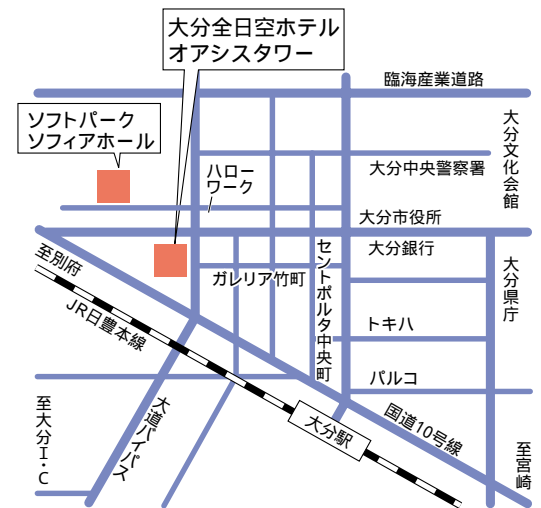 大分全日空ホテル
オアシスタワー
臨海産業道路
ソフトパーク
ソフィアホール
大分文化会館
大分中央警察署
ハロー
ワーク
大分市役所
大分銀行
至別府
ガレリア竹町
セントポルタ中央町
大分県庁
JR日豊本線
トキハ
パルコ
至大分I・C
大道バイパス
大分駅
国道10号線
至宮崎